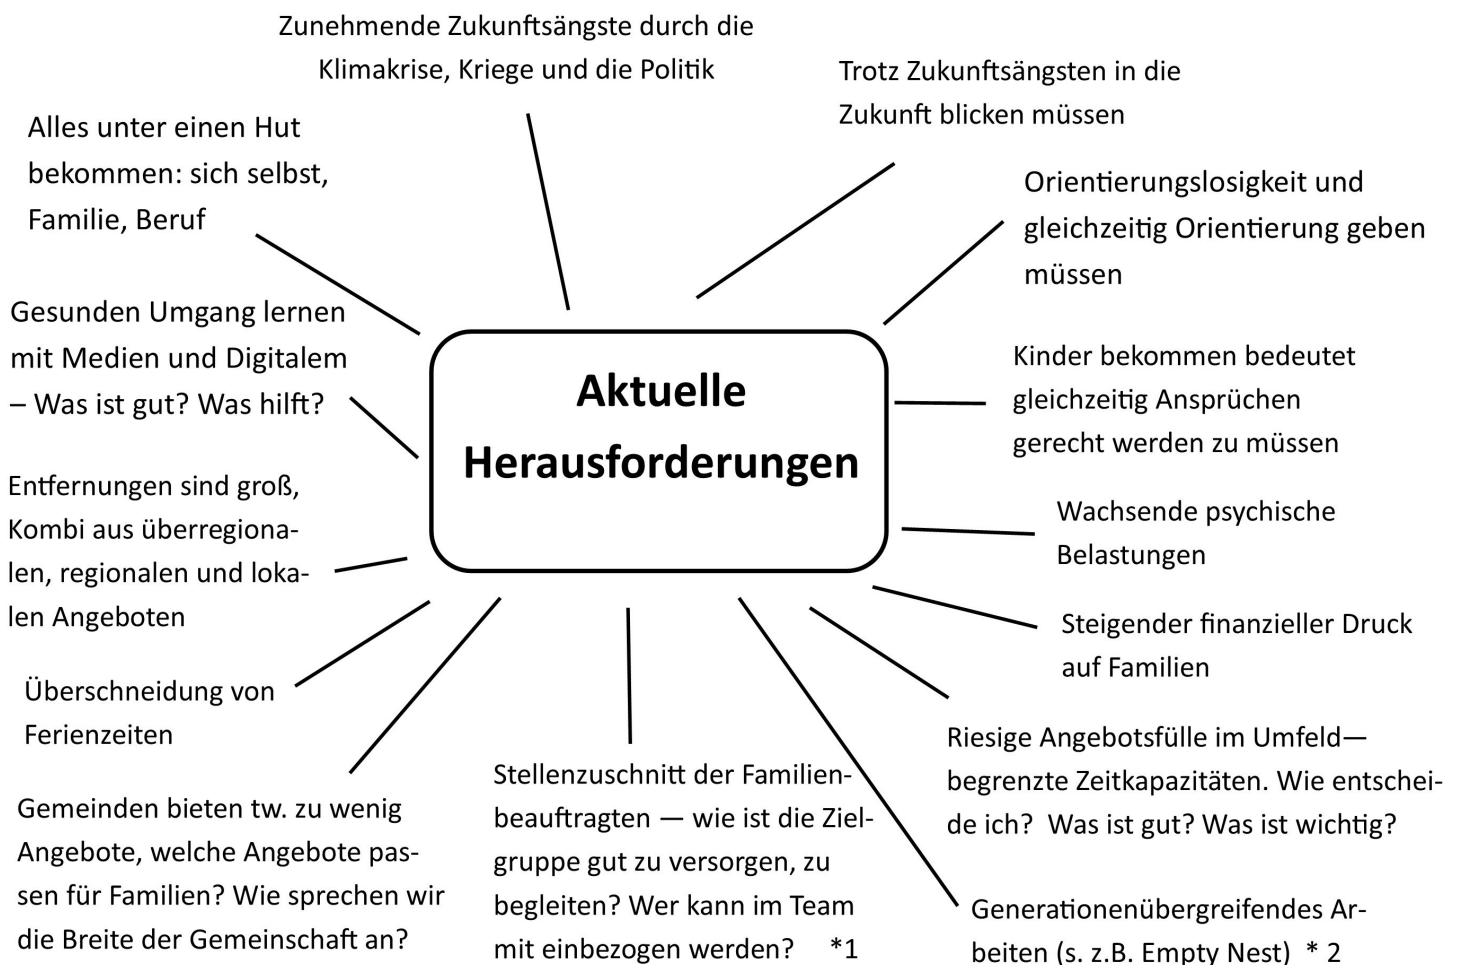 Zunehmende Zukunftsängste durch die
Klimakrise, Kriege und die Politik
Trotz Zukunftsängsten in die
Zukunft blicken müssen
Alles unter einen Hut
bekommen: sich selbst,
Familie, Beruf
Orientierungslosigkeit und
gleichzeitig Orientierung geben
müssen
Gesunden Umgang lernen
mit Medien und Digitalem
– Was ist gut? Was hilft?
Aktuelle
Herausforderungen
Kinder bekommen bedeutet
gleichzeitig Ansprüchen
gerecht werden zu müssen
Entfernungen sind groß,
Kombi aus überregiona-
len, regionalen und loka-
len Angeboten
Wachsende psychische
Belastungen
Steigender finanzieller Druck
auf Familien
Überschneidung von
Ferienzeiten
Riesige Angebotsfülle im Umfeld—
begrenzte Zeitkapazitäten. Wie entschei-
de ich?  Was ist gut? Was ist wichtig?
Gemeinden bieten tw. zu wenig
Angebote, welche Angebote pas-
sen für Familien? Wie sprechen wir
die Breite der Gemeinschaft an?
Stellenzuschnitt der Familien-
beauftragten — wie ist die Ziel-
gruppe gut zu versorgen, zu
begleiten? Wer kann im Team
mit einbezogen werden?    *1
Generationenübergreifendes Ar-
beiten (s. z.B. Empty Nest)  * 2